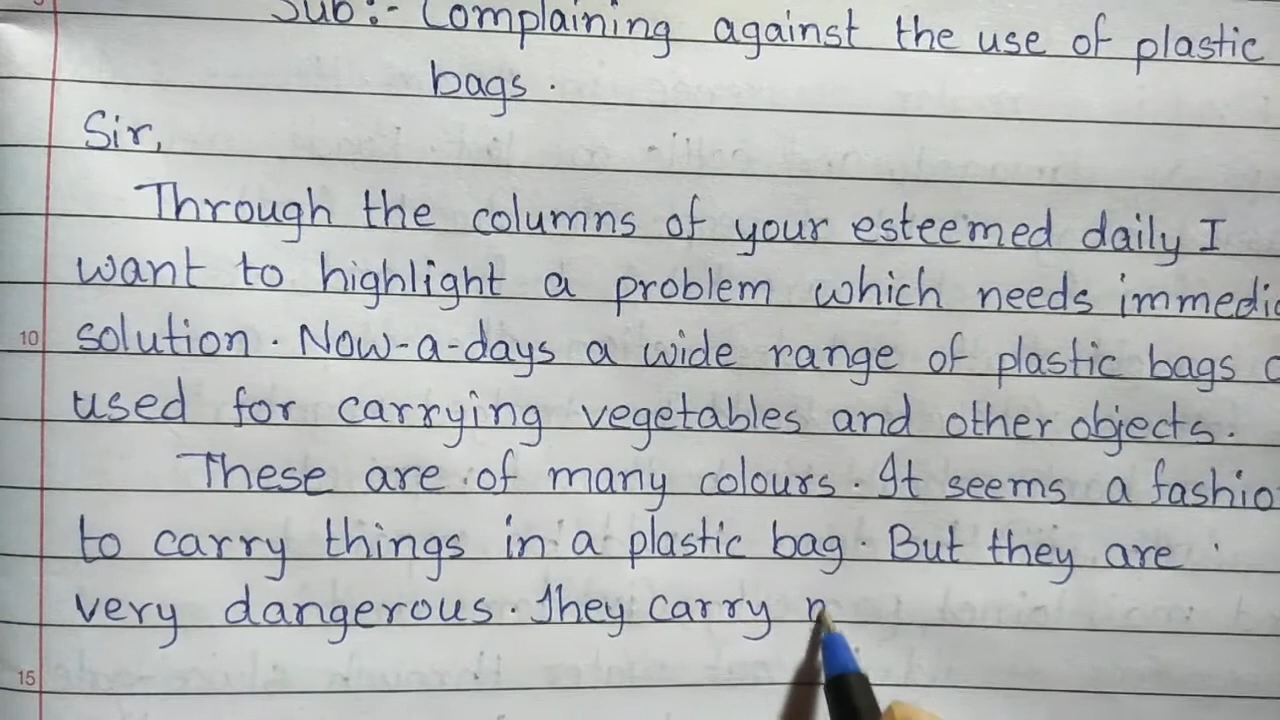 Sub:- Complaining against the use of plastic
bags.
Sir,
Through the columns of your esteemed daily I
want to highlight a problem which needs
10 solution. Now-a-days a wide range of plastic bags
used for carrying vegetables and other objects.
These are of many colours. It seems a
to carry things in a plastic bag. But they are
very dangerous. They carry
15